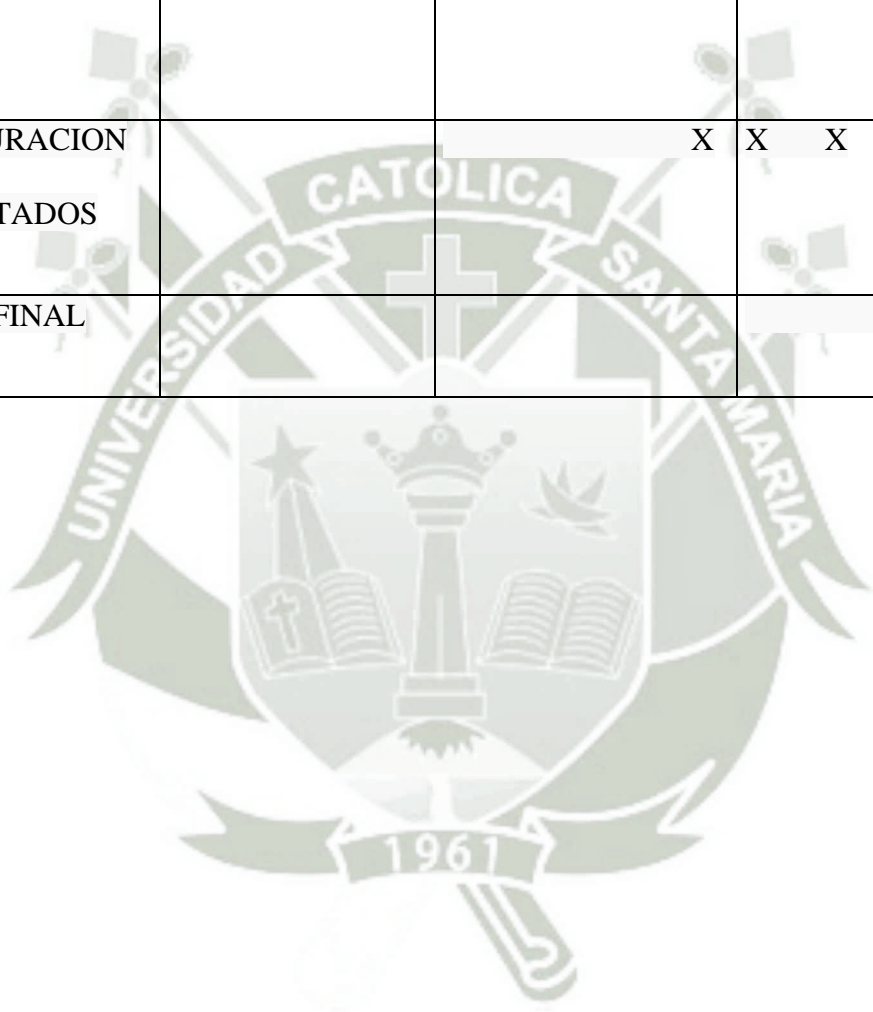 URACION X X X
TADOS
FINAL
UNIVERSIDAD CATOLICA SANTA MARIA
1961